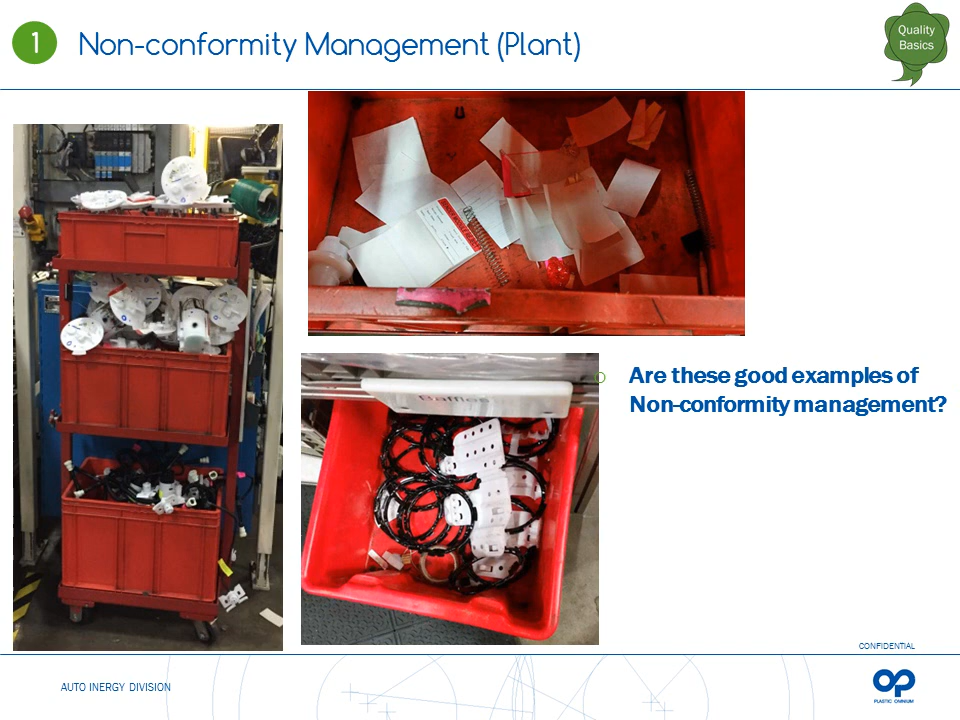 1
Non-conformity Management (Plant)
Quality
Basics
Baffles
Are these good examples of
Non-conformity management?
CONFIDENTIAL
AUTO INERGY DIVISION
PLASTIC OMNIUM